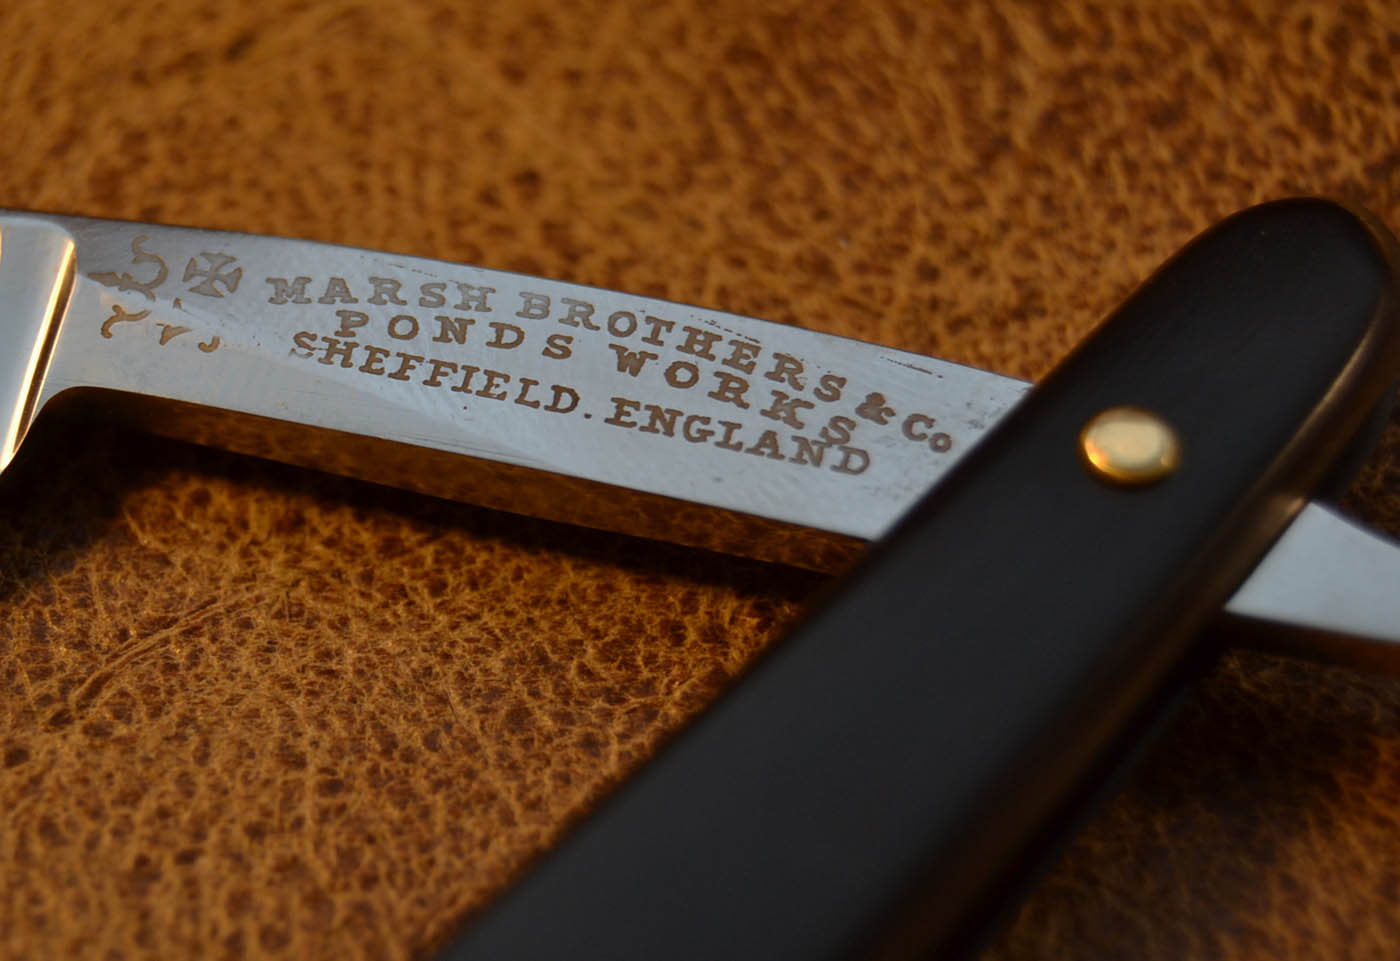 MARSH BROTHERS & Co
PONDS WORKS
SHEFFIELD. ENGLAND